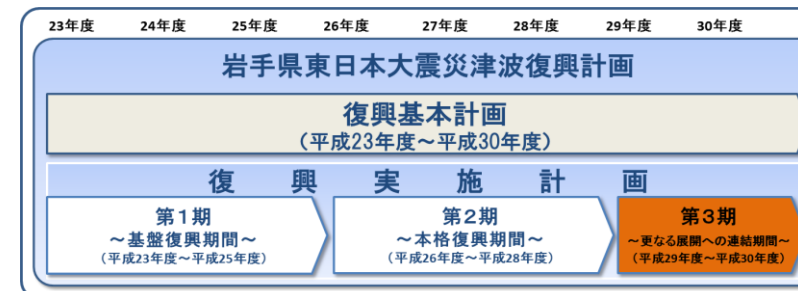 23年度 24年度 25年度 26年度 27年度 28年度 29年度 30年度
岩手県東日本大震災津波復興計画
復興基本計画
（平成23年度～平成30年度）
復興実施計画
第１期
～基盤復興期間～
（平成23年度～平成25年度）
第２期
～本格復興期間～
（平成26年度～平成28年度）
第３期
～更なる展開への連結期間～
（平成29年度～平成30年度）